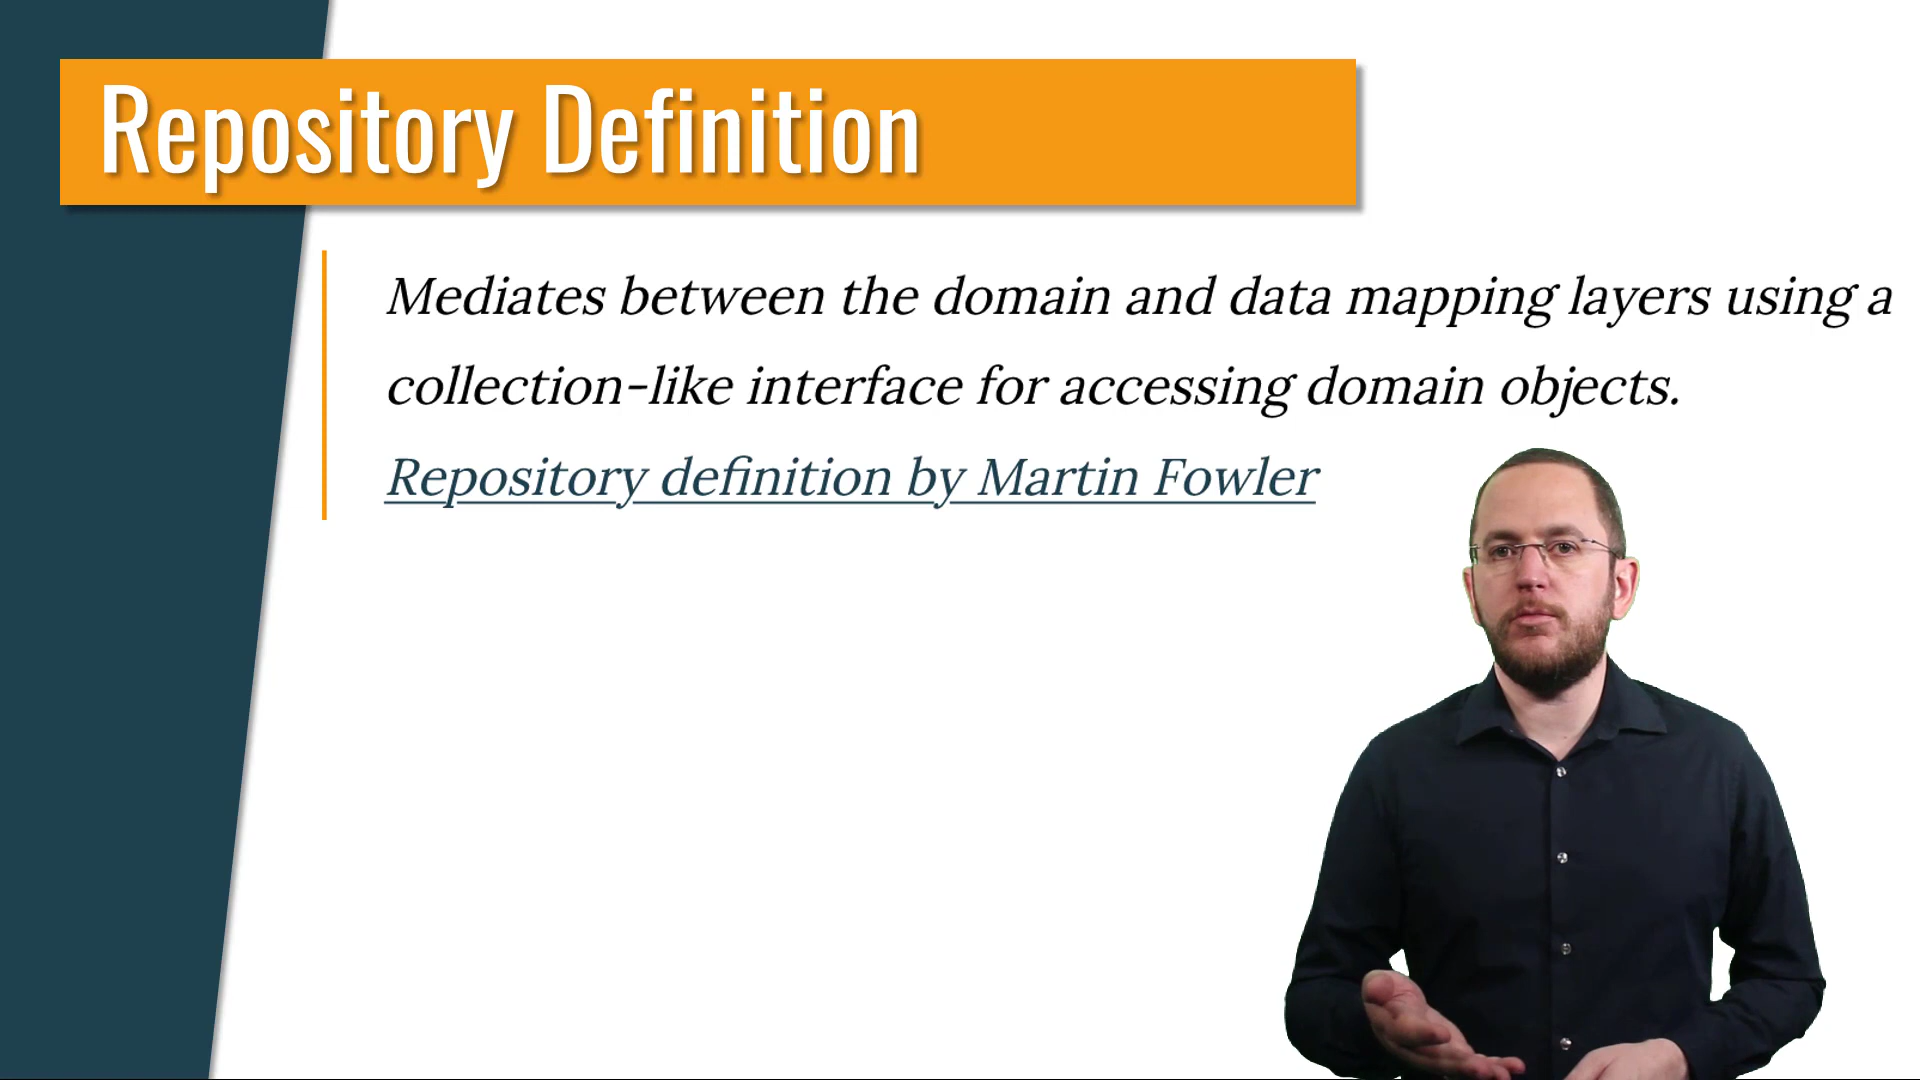 Repository Definition
Mediates between the domain and data mapping layers using a
collection-like interface for accessing domain objects.
Repository definition by Martin Fowler